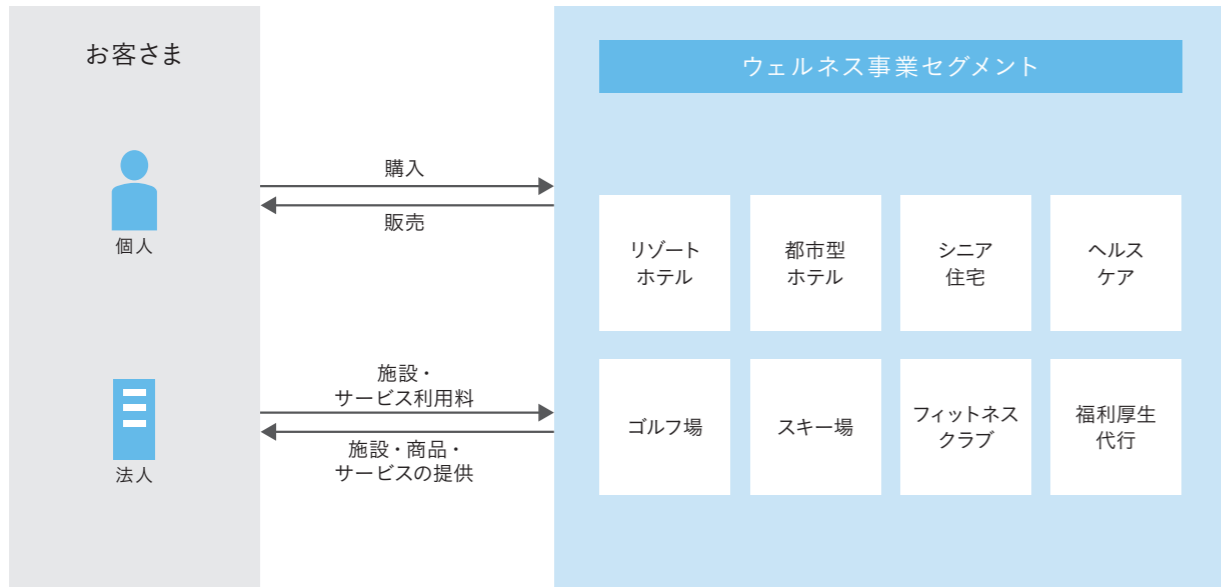 お客さま
ウェルネス事業セグメント
個人
購入
販売
リゾート
ホテル
都市型
ホテル
シニア
住宅
ヘルス
ケア
法人
施設・
サービス利用料
施設・商品・
サービスの提供
ゴルフ場
スキー場
フィットネス
クラブ
福利厚生
代行